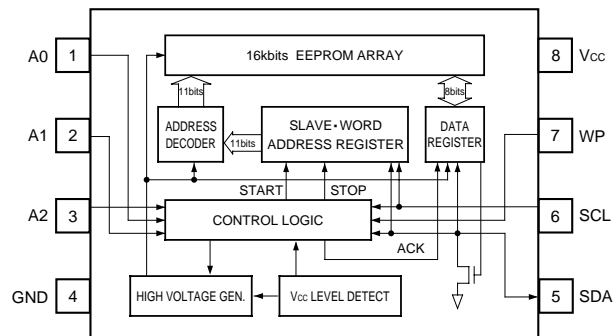 A0 1
16kbits EEPROM ARRAY
8 Vcc
11bits
8bits
A1 2
ADDRESS
DECODER
11bits
SLAVE・WORD
ADDRESS REGISTER
DATA
REGISTER
7 WP
START STOP
A2 3
CONTROL LOGIC
6 SCL
ACK
GND 4
HIGH VOLTAGE GEN.
Vcc LEVEL DETECT
5 SDA